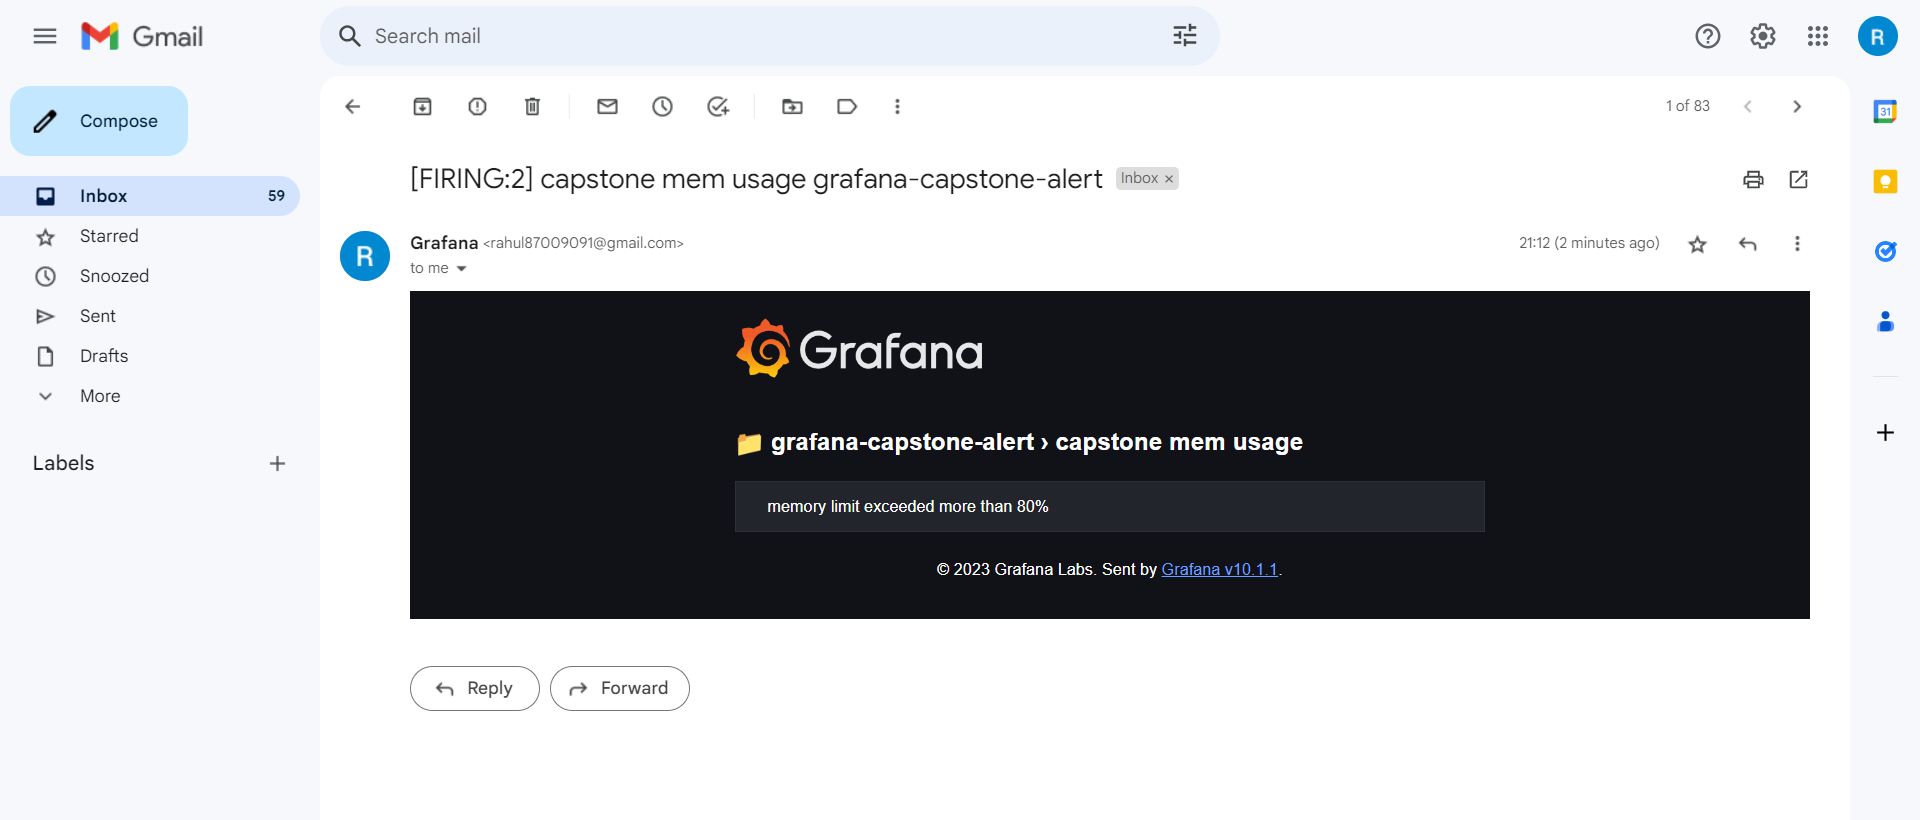 Gmail
Search mail
R
Compose
1 of 83
31
Inbox 59
Starred
Snoozed
Sent
Drafts
More
Labels
[FIRING:2] capstone mem usage grafana-capstone-alert Inbox ×
R
Grafana <rahul87009091@gmail.com>
21:12 (2 minutes ago)
to me
Grafana
grafana-capstone-alert › capstone mem usage
memory limit exceeded more than 80%
© 2023 Grafana Labs. Sent by Grafana v10.1.1.
Reply
Forward